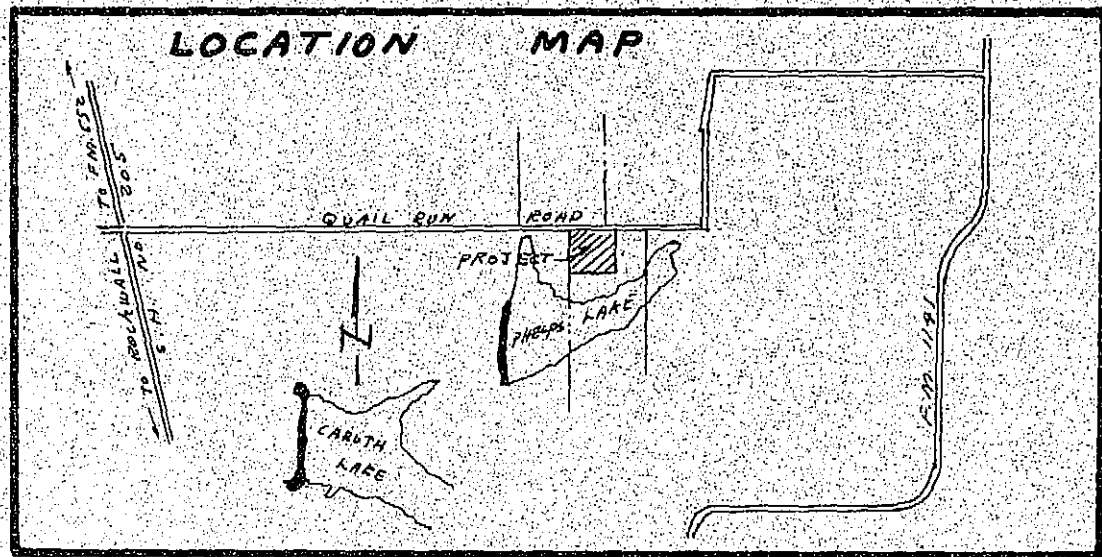 LOCATION MAP
TO F.M. 552
S. H. NO. 205
TO ROCKWALL
QUAIL RUN ROAD
PROJECT
PHELPS LAKE
N
CARUTH
LAKE
F M 1141